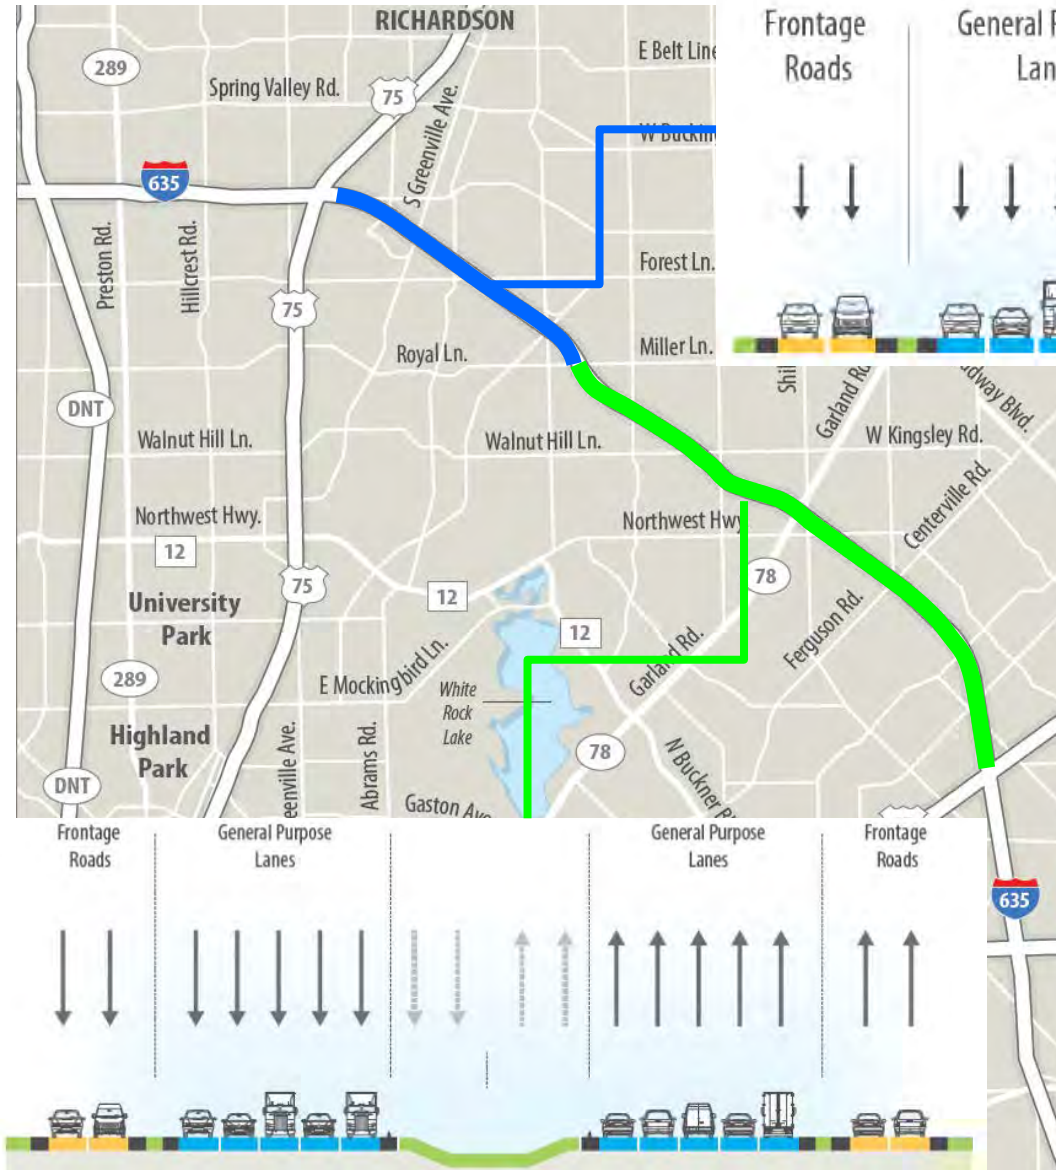 RICHARDSON
Frontage
Roads
General
289
E Belt Line
Spring Valley Rd.
75
S Greenville Ave.
635
Preston Rd.
Hillcrest Rd.
Forest Ln.
75
Royal Ln.
Miller Ln.
DNT
Garland Rd.
Blvd.
Walnut Hill Ln.
Walnut Hill Ln.
W Kingsley Rd.
Centerville Rd.
Northwest Hwy.
12
Northwest Hwy
78
75
12
University
Park
12
Ferguson Rd.
Garland Rd.
E Mockingbird Ln.
289
White
Rock
Lake
Highland
Park
78
DNT
Abrams Rd.
N Buckner
Gaston
Frontage
Roads
General Purpose
Lanes
General Purpose
Lanes
Frontage
Roads
635